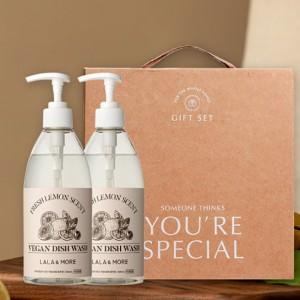 GIFT SET
SOMEONE THINKS
YOU'RE
SPECIAL
FRESH LEMON SCENT
VEGAN DISH WASH
LALA & MORE
FRESH LEMON SCENT
VEGAN DISH WASH
LALA & MORE